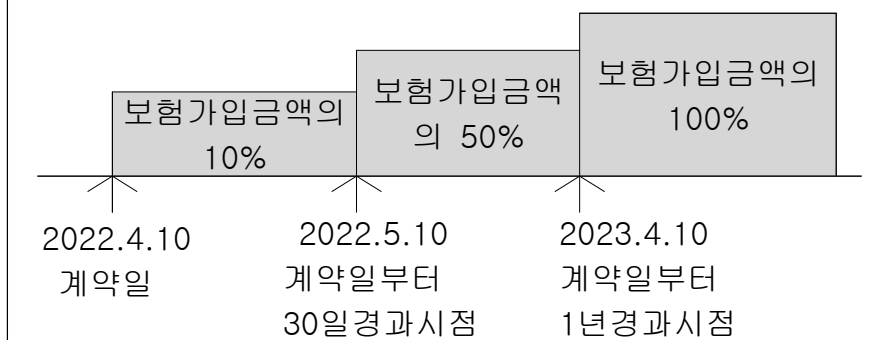 보험가입금액의
10%
보험가입금액
의 50%
보험가입금액의
100%
2022.4.10
계약일
2022.5.10
계약일부터
30일경과시점
2023.4.10
계약일부터
1년경과시점